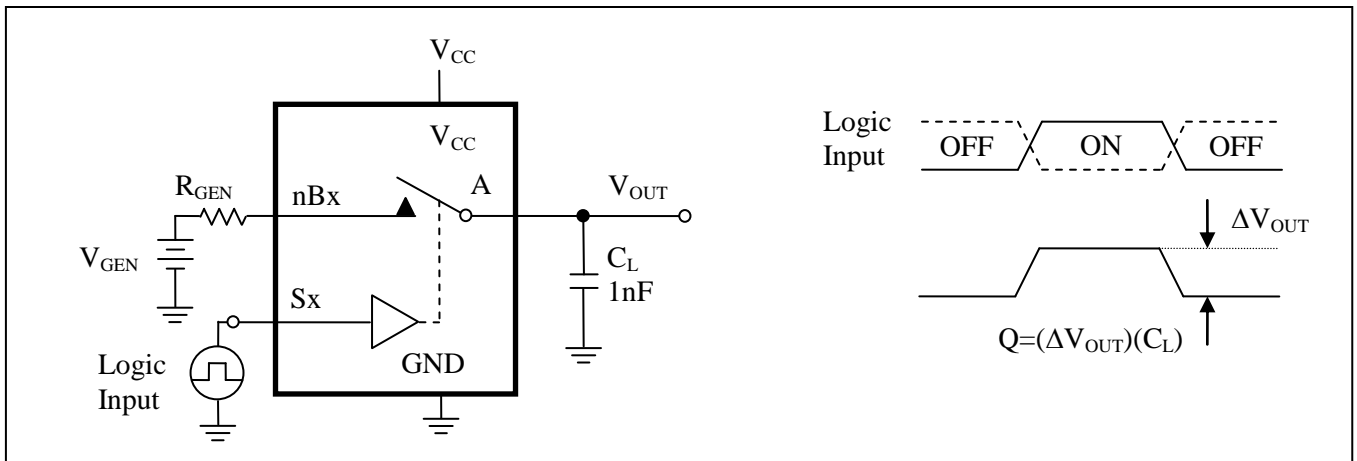 V_CC
V_CC
R_GEN
nBx
A
V_OUT
V_GEN
C_L
1nF
Sx
GND
Logic
Input
Logic
Input
OFF
ON
OFF
ΔV_OUT
Q=(ΔV_OUT)(C_L)